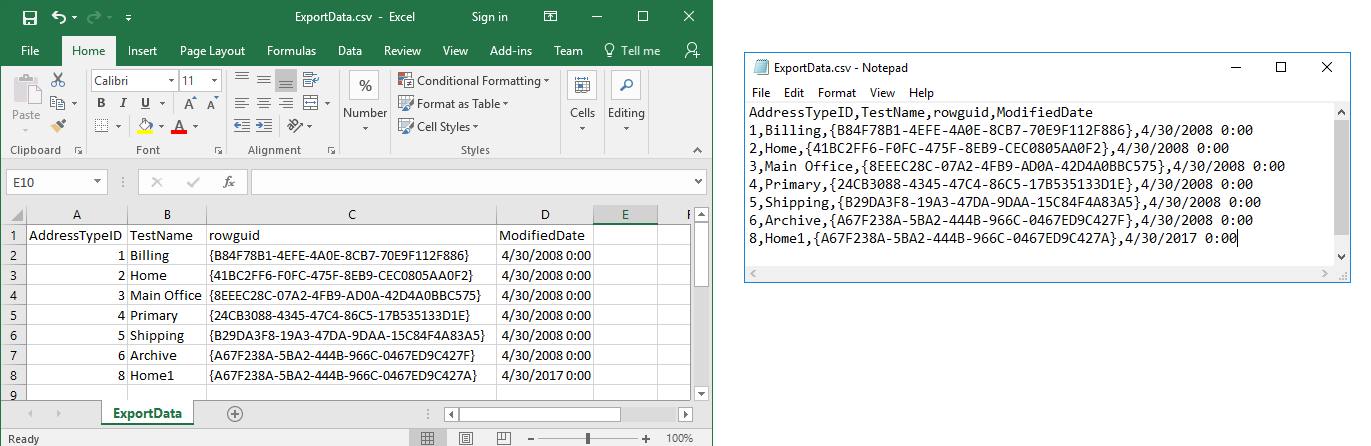 ExportData.csv - Excel
Sign in
File Home Insert Page Layout Formulas Data Review View Add-ins Team Tell me
Paste
Calibri 11
B I U
A A
A
%
Number
Conditional Formatting
Format as Table
Cell Styles
Cells
Editing
Clipboard Font Alignment Styles
E10
fx
A B C D E F
1 AddressTypeID TestName rowguid ModifiedDate
2 1 Billing {B84F78B1-4EFE-4A0E-8CB7-70E9F112F886} 4/30/2008 0:00
3 2 Home {41BC2FF6-F0FC-475F-8EB9-CEC0805AA0F2} 4/30/2008 0:00
4 3 Main Office {8EEEC28C-07A2-4FB9-AD0A-42D4A0BBC575} 4/30/2008 0:00
5 4 Primary {24CB3088-4345-47C4-86C5-17B535133D1E} 4/30/2008 0:00
6 5 Shipping {B29DA3F8-19A3-47DA-9DAA-15C84F4A83A5} 4/30/2008 0:00
7 6 Archive {A67F238A-5BA2-444B-966C-0467ED9C427F} 4/30/2008 0:00
8 8 Home1 {A67F238A-5BA2-444B-966C-0467ED9C427A} 4/30/2017 0:00
9
ExportData
Ready
100%
ExportData.csv - Notepad
File Edit Format View Help
AddressTypeID,TestName,rowguid,ModifiedDate
1,Billing,{B84F78B1-4EFE-4A0E-8CB7-70E9F112F886},4/30/2008 0:00
2,Home,{41BC2FF6-F0FC-475F-8EB9-CEC0805AA0F2},4/30/2008 0:00
3,Main Office,{8EEEC28C-07A2-4FB9-AD0A-42D4A0BBC575},4/30/2008 0:00
4,Primary,{24CB3088-4345-47C4-86C5-17B535133D1E},4/30/2008 0:00
5,Shipping,{B29DA3F8-19A3-47DA-9DAA-15C84F4A83A5},4/30/2008 0:00
6,Archive,{A67F238A-5BA2-444B-966C-0467ED9C427F},4/30/2008 0:00
8,Home1,{A67F238A-5BA2-444B-966C-0467ED9C427A},4/30/2017 0:00